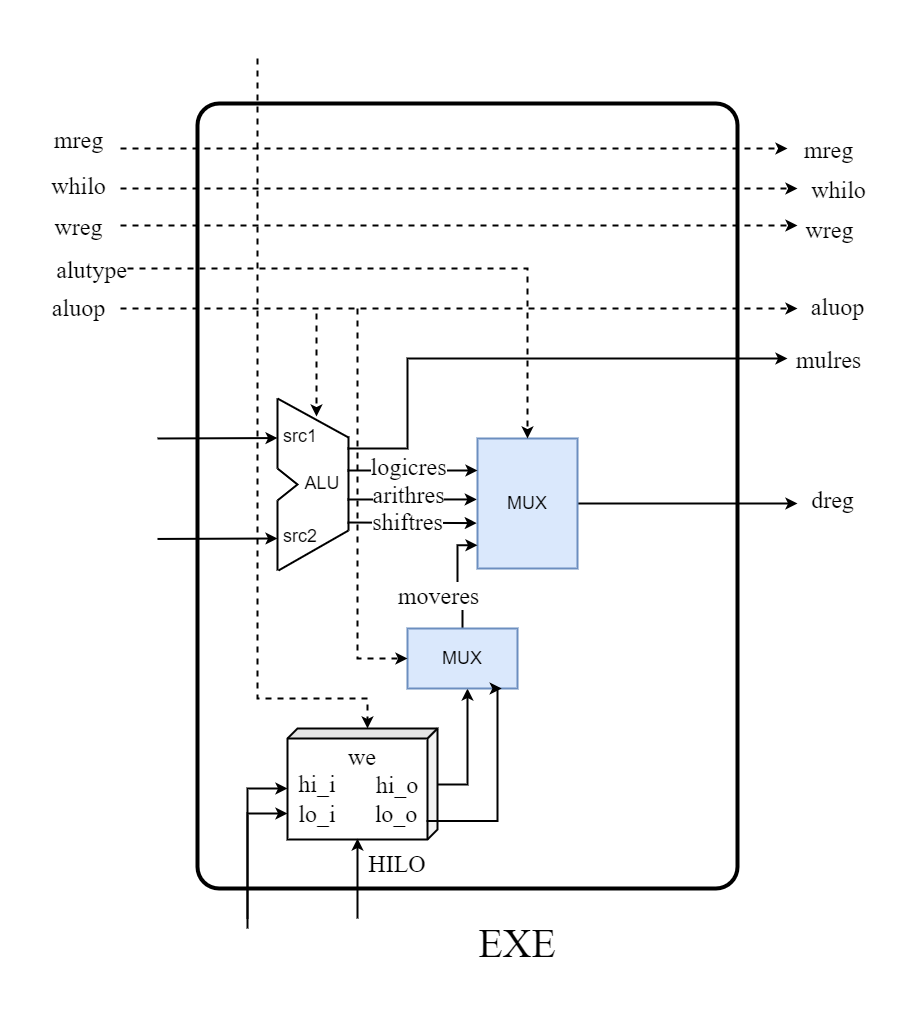 mreg mreg
whilo whilo
wreg wreg
alutype
aluop aluop
mulres
src1
logicres
ALU arithres MUX dreg
shiftres
src2
moveres
MUX
we
hi_i hi_o
lo_i lo_o
HILO
EXE